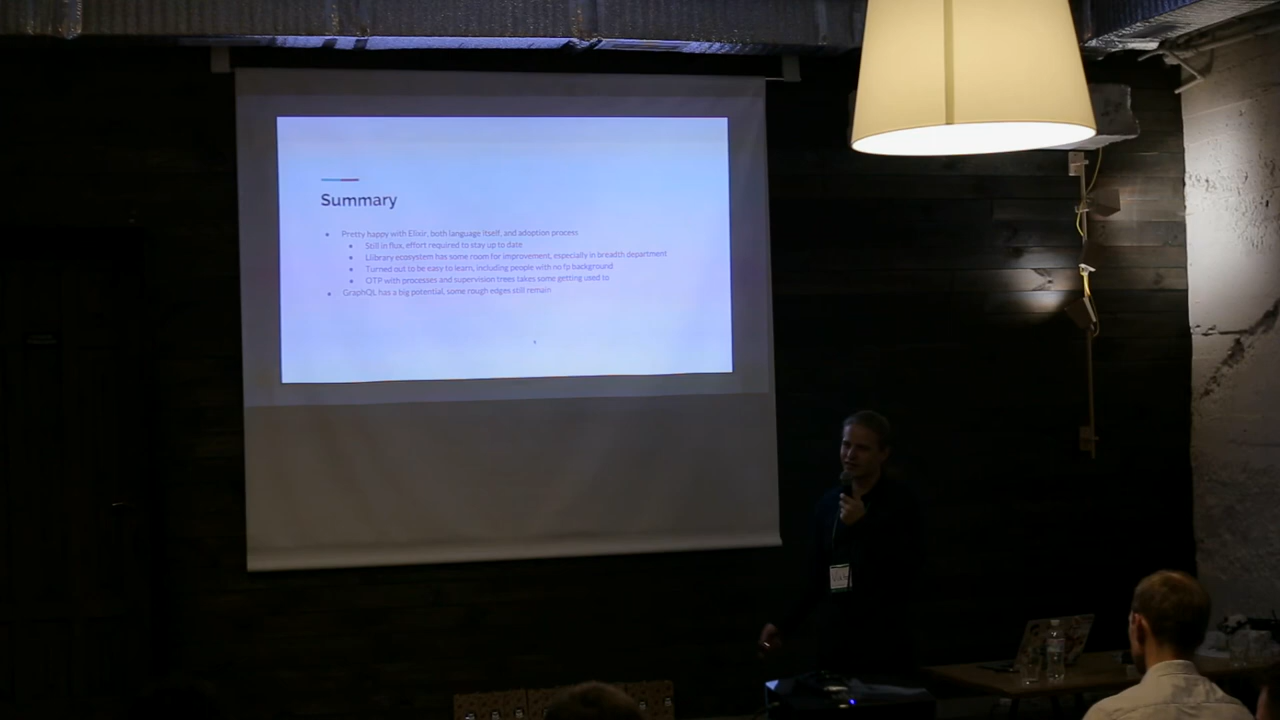 Summary
Pretty happy with Elixir, both language itself, and adoption process
Still in flux, effort required to stay up to date
Llibrary ecosystem has some room for improvement, especially in breadth department
Turned out to be easy to learn, including people with no fp background
OTP with processes and supervision trees takes some getting used to
GraphQL has a big potential, some rough edges still remain